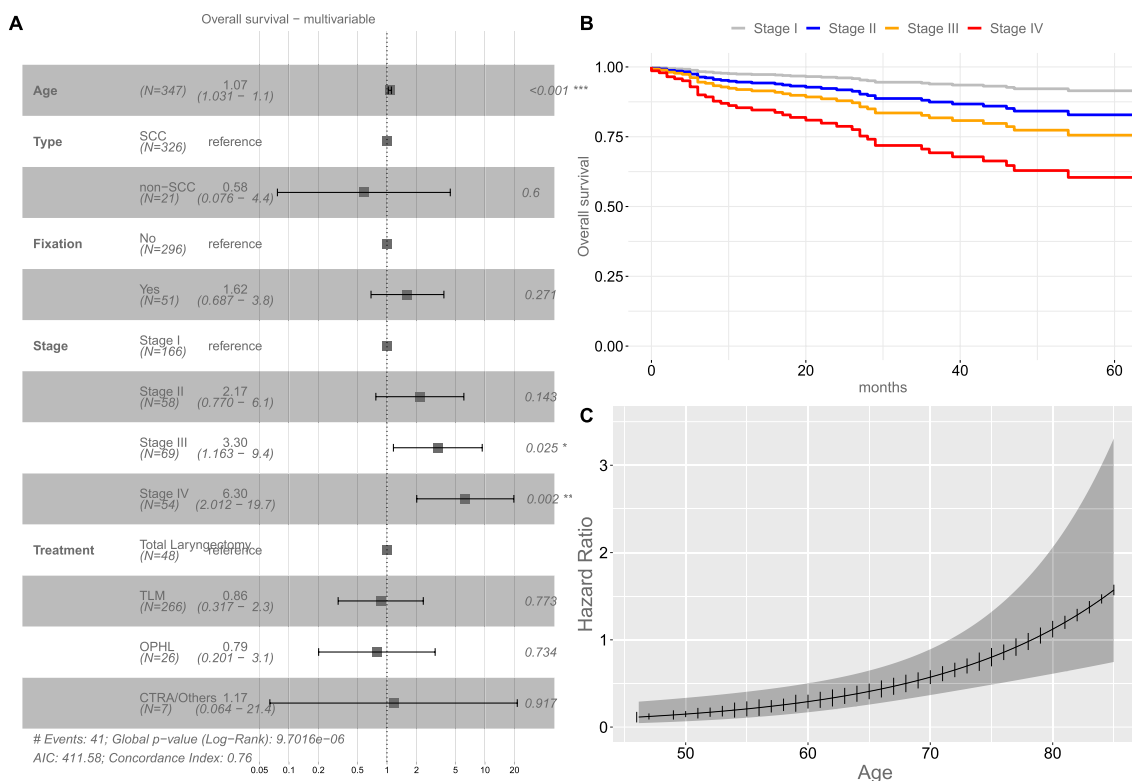 A
Overall survival − multivariable
Age
(N=347)
1.07
(1.031 − 1.1)
<0.001 ***
Type
SCC
(N=326)
reference
non−SCC
(N=21)
0.58
(0.076 − 4.4)
0.6
Fixation
No
(N=296)
reference
Yes
(N=51)
1.62
(0.687 − 3.8)
0.271
Stage
Stage I
(N=166)
reference
Stage II
(N=58)
2.17
(0.770 − 6.1)
0.143
Stage III
(N=69)
3.30
(1.163 − 9.4)
0.025 *
Stage IV
(N=54)
6.30
(2.012 − 19.7)
0.002 **
Treatment
Total Laryngectomy
(N=48)
reference
TLM
(N=266)
0.86
(0.317 − 2.3)
0.773
OPHL
(N=26)
0.79
(0.201 − 3.1)
0.734
CTRA/Others
(N=7)
1.17
(0.064 − 21.4)
0.917
# Events: 41; Global p−value (Log−Rank): 9.7016e−06
AIC: 411.58; Concordance Index: 0.76
0.05 0.1 0.2 0.5 1 2 5 10 20
B
Stage I Stage II Stage III Stage IV
1.00
0.75
0.50
0.25
0.00
Overall survival
0 20 40 60
months
C
3
2
1
0
Hazard Ratio
50 60 70 80
Age